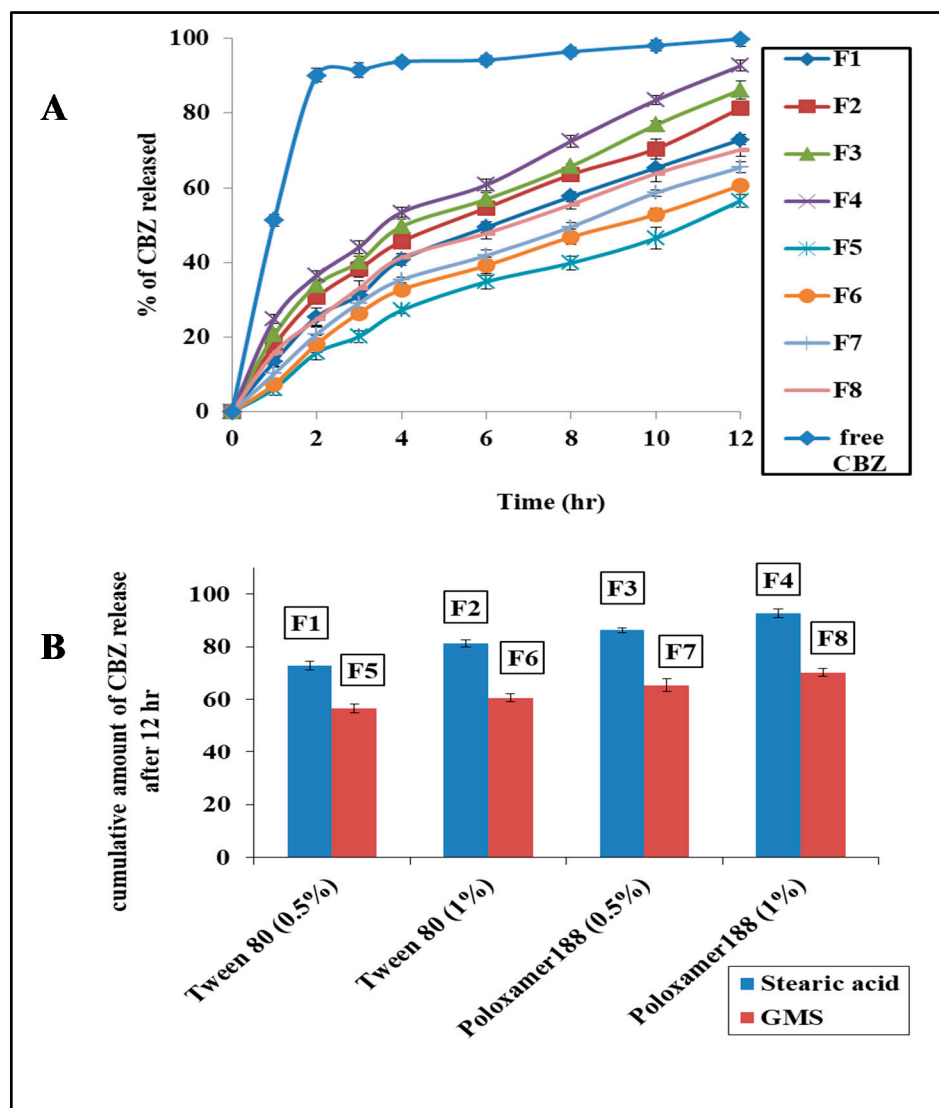 A
% of CBZ released
100
80
60
40
20
0
0 2 4 6 8 10 12
Time (hr)
F1
F2
F3
F4
F5
F6
F7
F8
free
CBZ
B
cumulative amount of CBZ release
after 12 hr
100
80
60
40
20
0
F1
F5
F2
F6
F3
F7
F4
F8
Tween 80 (0.5%)
Tween 80 (1%)
Poloxamer188 (0.5%)
Poloxamer188 (1%)
Stearic acid
GMS